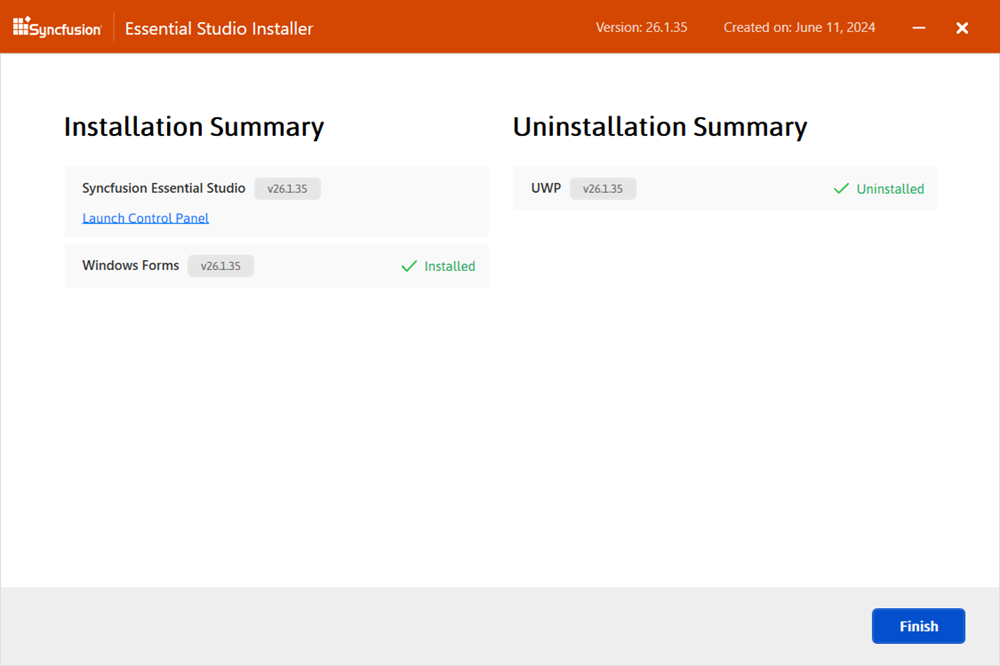 Syncfusion Essential Studio Installer Version: 26.1.35 Created on: June 11, 2024
Installation Summary
Syncfusion Essential Studio v26.1.35
Launch Control Panel
Windows Forms v26.1.35 Installed
Uninstallation Summary
UWP v26.1.35 Uninstalled
Finish